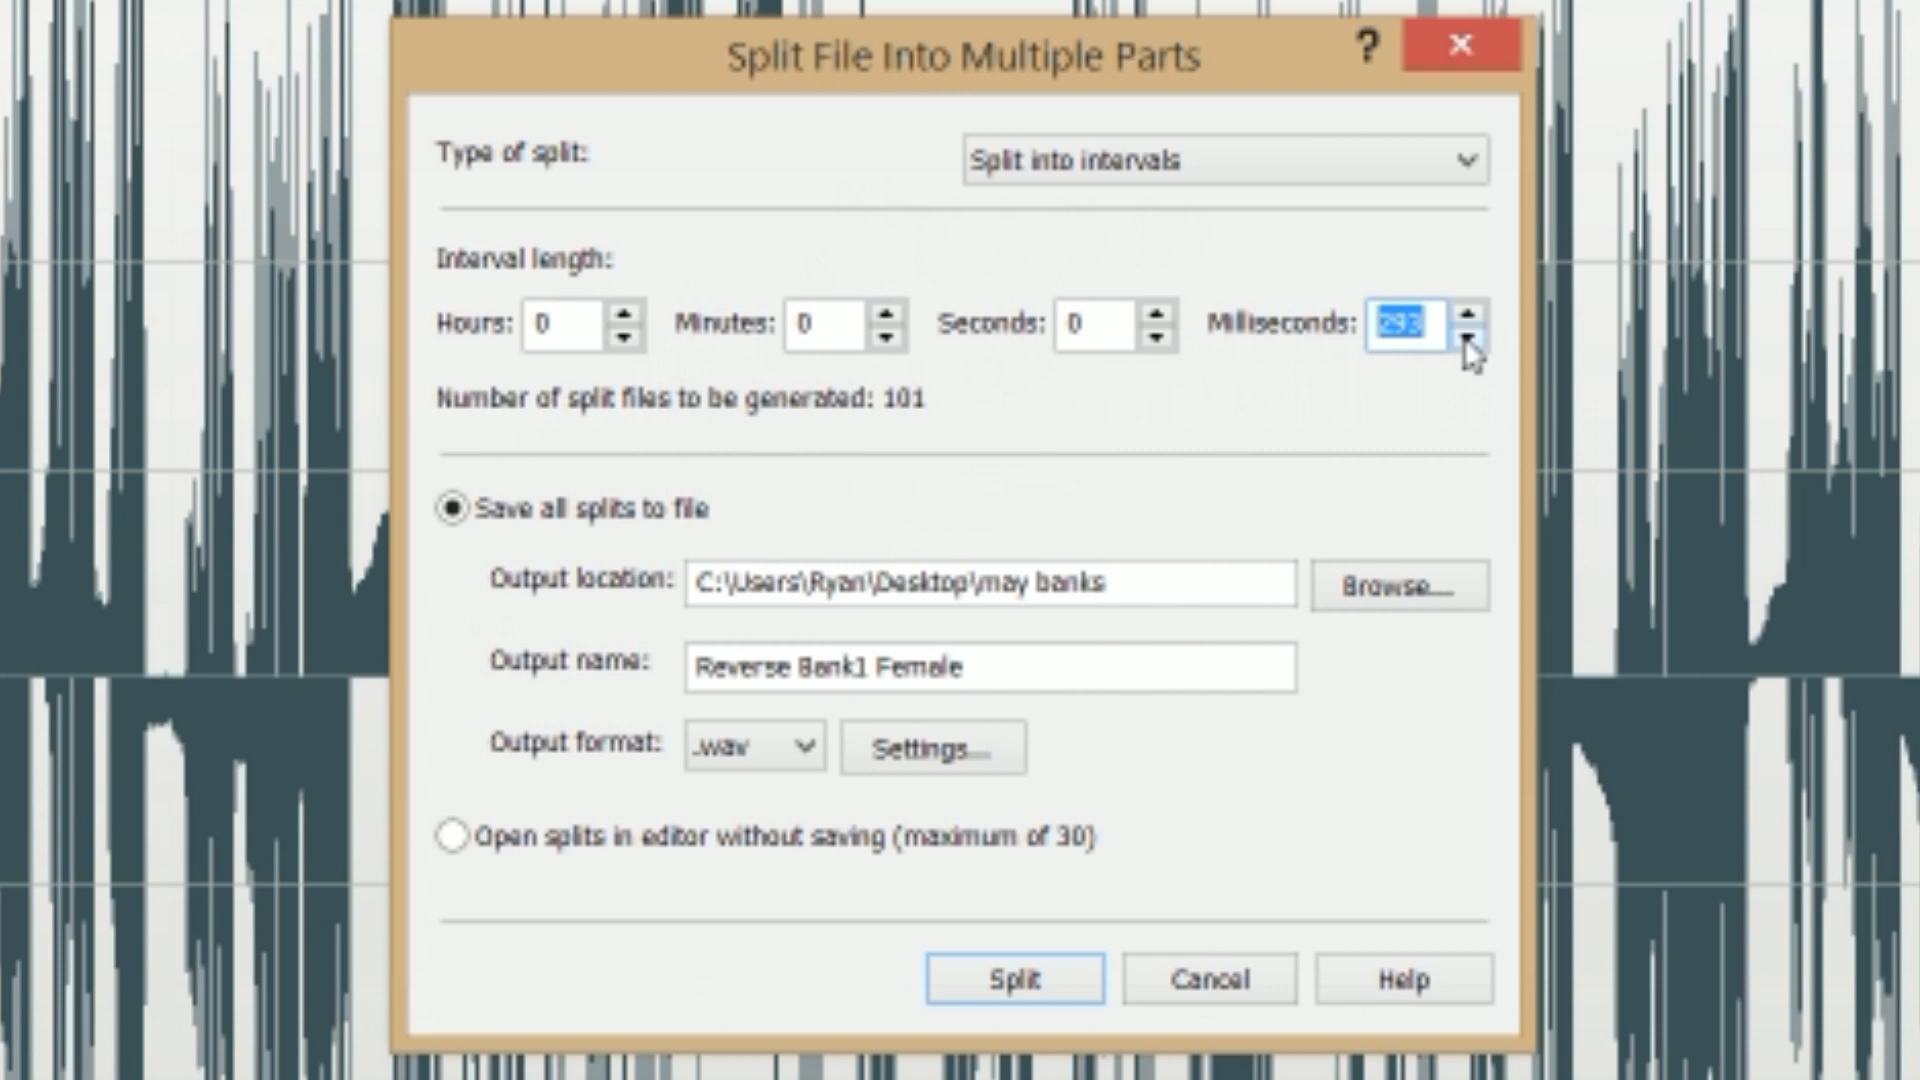 Split File Into Multiple Parts ?
Type of split: Split into intervals
Interval length:
Hours: 0 Minutes: 0 Seconds: 0 Milliseconds: 293
Number of split files to be generated: 101
Save all splits to file
Output location: C:\Users\Ryan\Desktop\may banks Browse...
Output name: Reverse Bank1 Female
Output format: .wav Settings...
Open splits in editor without saving (maximum of 30)
Split Cancel Help